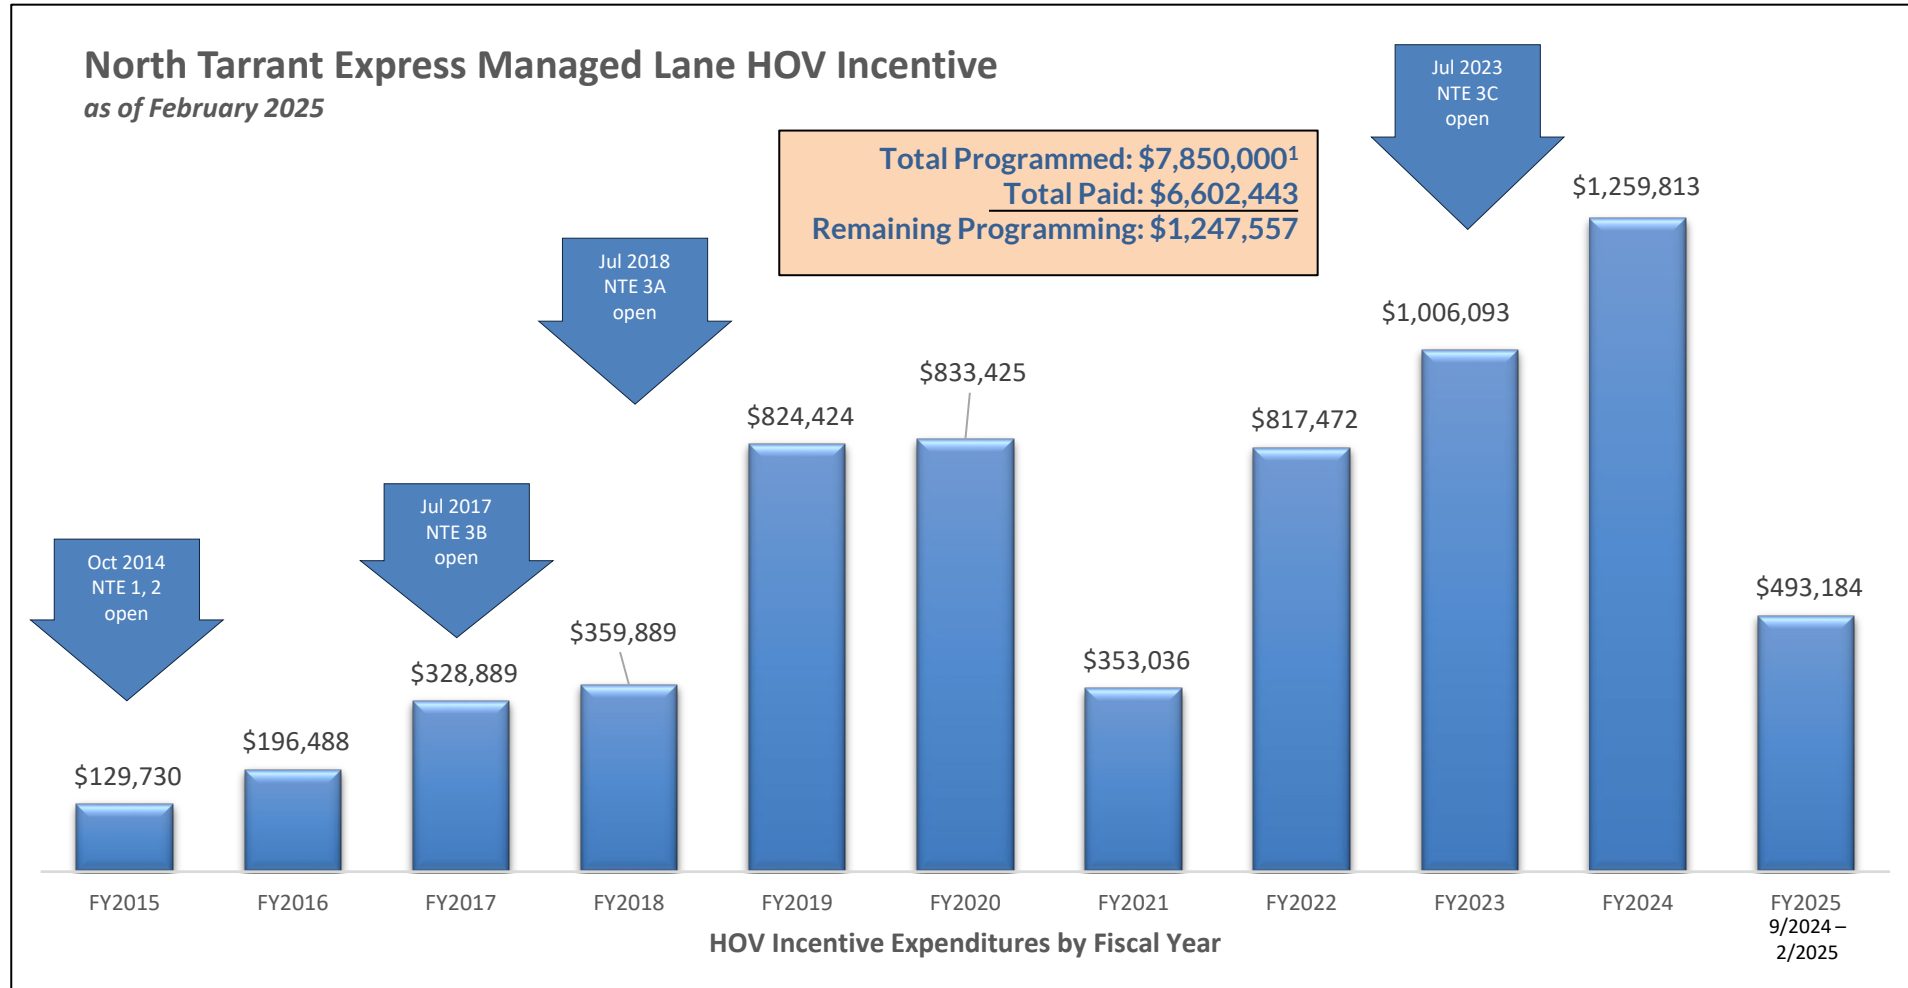 North Tarrant Express Managed Lane HOV Incentive
as of February 2025
Total Programmed: $7,850,000¹
Total Paid: $6,602,443
Remaining Programming: $1,247,557
Oct 2014
NTE 1, 2
open
Jul 2017
NTE 3B
open
Jul 2018
NTE 3A
open
Jul 2023
NTE 3C
open
$129,730
$196,488
$328,889
$359,889
$824,424
$833,425
$353,036
$817,472
$1,006,093
$1,259,813
$493,184
FY2015
FY2016
FY2017
FY2018
FY2019
FY2020
FY2021
FY2022
FY2023
FY2024
FY2025
9/2024 –
2/2025
HOV Incentive Expenditures by Fiscal Year